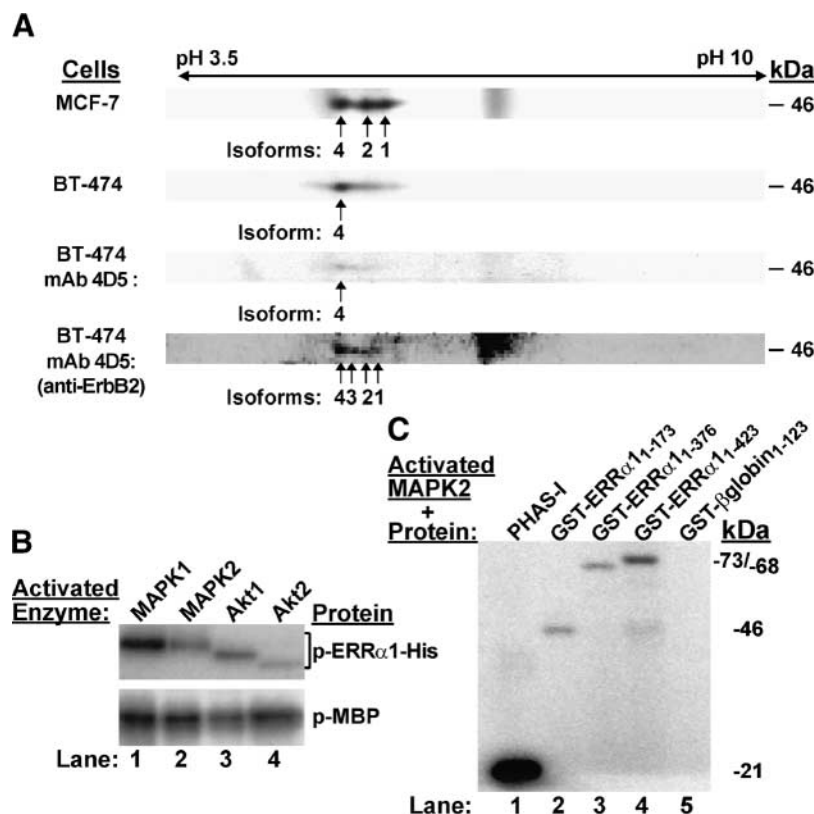 A
pH 3.5 pH 10
Cells kDa
MCF-7 – 46
Isoforms: 4 2 1
BT-474 – 46
Isoform: 4
BT-474
mAb 4D5 : – 46
Isoform: 4
BT-474
mAb 4D5: – 46
(anti-ErbB2)
Isoforms: 43 21
B
Activated
Enzyme: MAPK1 MAPK2 Akt1 Akt2 Protein
p-ERRα1-His
p-MBP
Lane: 1 2 3 4
C
Activated
MAPK2
+
Protein: PHAS-I GST-ERRα1₁₋₁₇₃ GST-ERRα1₁₋₃₇₆ GST-ERRα1₁₋₄₂₃ GST-βglobin₁₋₁₂₃ kDa
-73/-68
-46
-21
Lane: 1 2 3 4 5